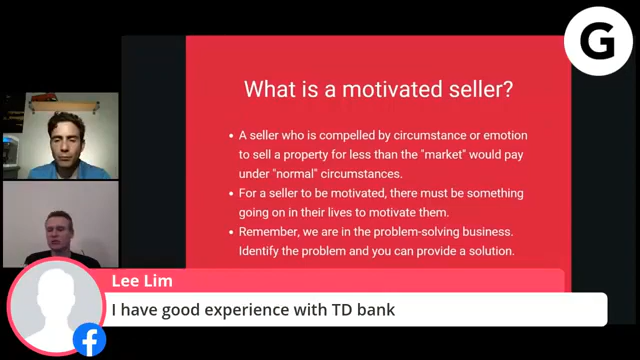 G
What is a motivated seller?
• A seller who is compelled by circumstance or emotion
to sell a property for less than the "market" would pay
under "normal" circumstances.
• For a seller to be motivated, there must be something
going on in their lives to motivate them.
• Remember, we are in the problem-solving business.
Identify the problem and you can provide a solution.
Lee Lim
I have good experience with TD bank
f